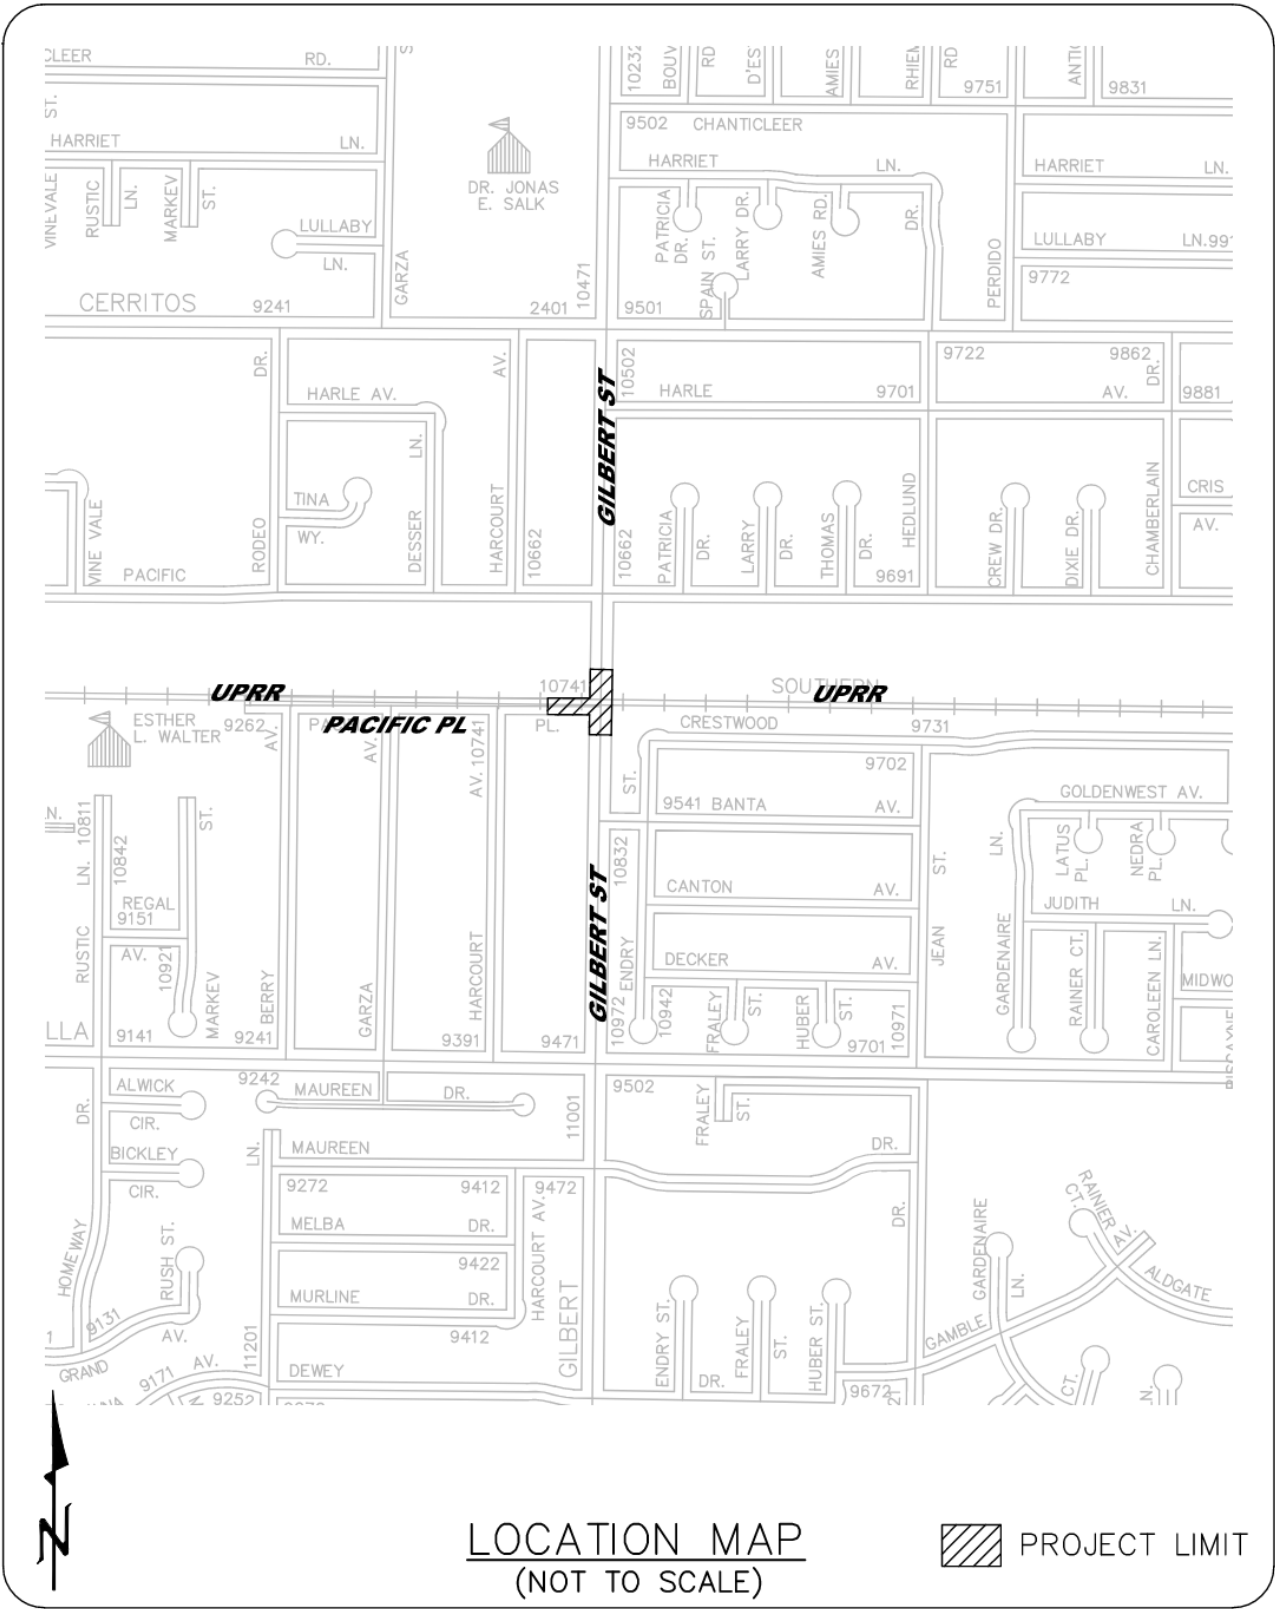 RD.
S
10232
RD
D'ES
AMIES
RD
9751
9831
ST.
HARRIET
LN.
9502 CHANTICLEER
HARRIET
LN.
HARRIET
LN.
DR. JONAS
E. SALK
RUSTIC
LN.
MARKEV
ST.
LULLABY
LN.
PATRICIA
DR.
LARRY DR.
AMIES RD.
DR.
SPAIN ST.
PERDIDO
LULLABY
LN.
GARZA
10471
9772
CERRITOS
9241
2401
9501
DR.
HARLE AV.
AV.
10502
HARLE
9701
9722
9862
AV.
DR.
9881
GILBERT ST
LN.
TINA
WY.
CRIS
AV.
VINE VALE
RODEO
DESSER
HARCOURT
10662
10662
PATRICIA
DR.
LARRY
DR.
THOMAS
DR.
HEDLUND
9691
CREW DR.
DIXIE DR.
CHAMBERLAIN
PACIFIC
UPRR
10741
SOUTHERN
UPRR
ESTHER
L. WALTER
9262
AV.
PACIFIC PL
AV.
AV. 10741
PL.
CRESTWOOD
9731
9702
ST.
9541 BANTA
AV.
GOLDENWEST AV.
N.
LN. 10811
10842
ST.
10832
LN.
LATUS
PL.
NEDRA
PL.
REGAL
9151
AV.
10921
RUSTIC
CANTON
AV.
ST.
JUDITH
LN.
GILBERT ST
ENDRY
DECKER
AV.
JEAN
GARDENAIRE
RAINER CT.
CAROLEEN LN.
MIDWO
MARKEV
BERRY
GARZA
HARCOURT
10972
10942
FRALEY
ST.
HUBER
ST.
10971
LLA
9141
9241
9391
9471
9701
ALWICK
CIR.
9242
MAUREEN
DR.
11001
9502
FRALEY
ST.
DR.
BICKLEY
CIR.
LN.
MAUREEN
DR.
9272
9412
9472
MELBA
DR.
HARCOURT AV.
DR.
GARDENAIRE
LN.
RAINIER
CT.
AV.
HOMEWAY
RUSH ST.
9422
MURLINE
DR.
9412
GILBERT
ALDGATE
GAMBLE
9131
AV.
GRAND
9171
AV.
11201
DEWEY
ENDRY ST.
DR.
FRALEY
ST.
HUBER ST.
9672
CT.
N.
9252
N
LOCATION MAP
(NOT TO SCALE)
PROJECT LIMIT